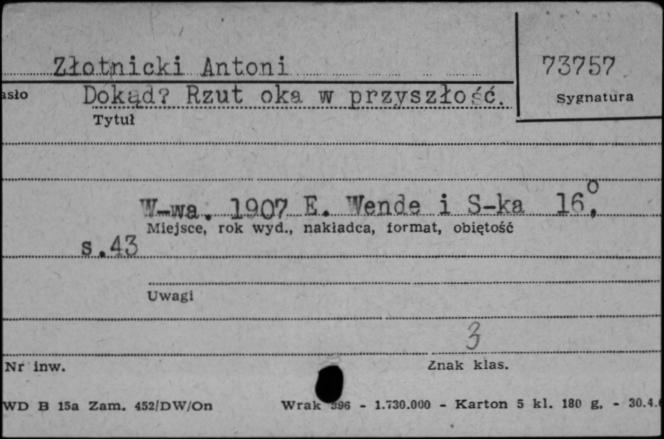 Złotnicki Antoni
73757
asło
Dokąd? Rzut oka w przyszłość.
Sygnatura
Tytuł
W-wa. 1907 E. Wende i S-ka 16°,
Miejsce, rok wyd., nakładca, format, objętość
s.43
Uwagi
3
Nr inw.
Znak klas.
WD B 15a Zam. 452/DW/On
Wrak 396 - 1.730.000 - Karton 5 kl. 180 g. - 30.4.